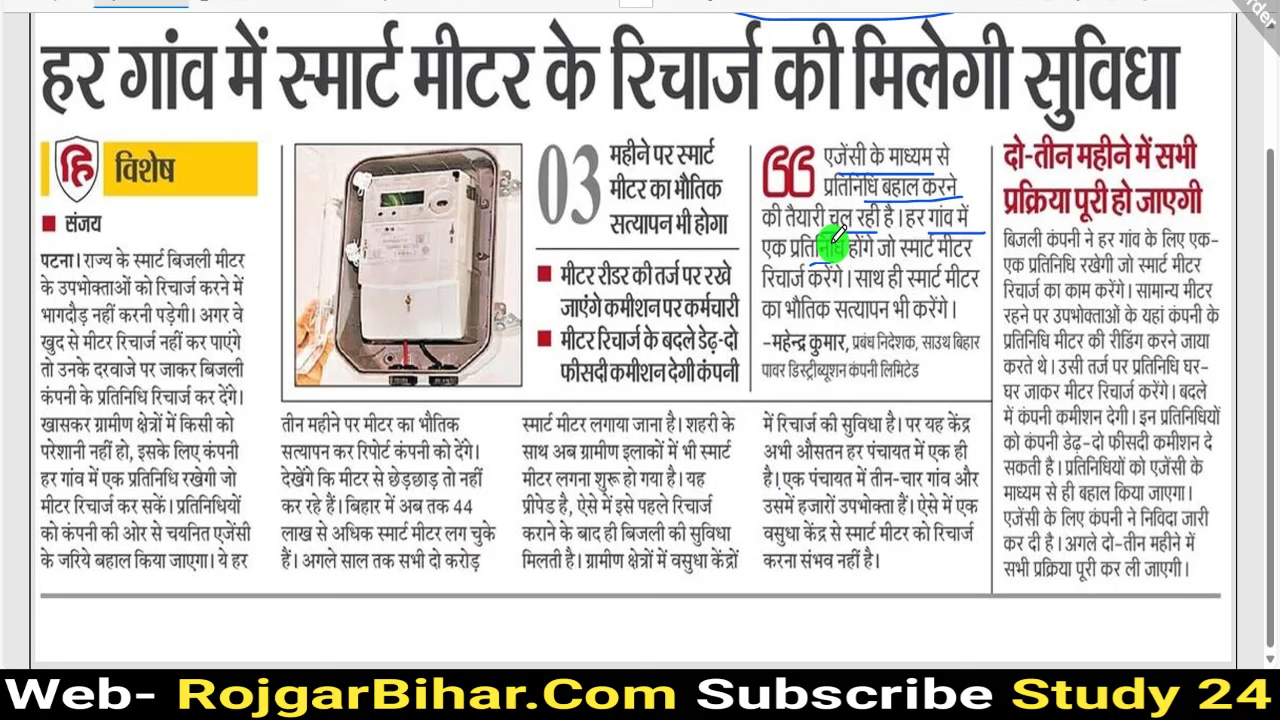 order
हर गांव में स्मार्ट मीटर के रिचार्ज की मिलेगी सुविधा
हि विशेष
■ संजय
पटना। राज्य के स्मार्ट बिजली मीटर
के उपभोक्ताओं को रिचार्ज करने में
भागदौड़ नहीं करनी पड़ेगी। अगर वे
खुद से मीटर रिचार्ज नहीं कर पाएंगे
तो उनके दरवाजे पर जाकर बिजली
कंपनी के प्रतिनिधि रिचार्ज कर देंगे।
खासकर ग्रामीण क्षेत्रों में किसी को
परेशानी नहीं हो, इसके लिए कंपनी
हर गांव में एक प्रतिनिधि रखेगी जो
मीटर रिचार्ज कर सकें। प्रतिनिधियों
को कंपनी की ओर से चयनित एजेंसी
के जरिये बहाल किया जाएगा। ये हर
तीन महीने पर मीटर का भौतिक
सत्यापन कर रिपोर्ट कंपनी को देंगे।
देखेंगे कि मीटर से छेड़छाड़ तो नहीं
कर रहे हैं। बिहार में अब तक 44
लाख से अधिक स्मार्ट मीटर लग चुके
हैं। अगले साल तक सभी दो करोड़
स्मार्ट मीटर लगाया जाना है। शहरी के
साथ अब ग्रामीण इलाकों में भी स्मार्ट
मीटर लगना शुरू हो गया है। यह
प्रीपेड है, ऐसे में इसे पहले रिचार्ज
कराने के बाद ही बिजली की सुविधा
मिलती है। ग्रामीण क्षेत्रों में वसुधा केंद्रों
में रिचार्ज की सुविधा है। पर यह केंद्र
अभी औसतन हर पंचायत में एक ही
है। एक पंचायत में तीन-चार गांव और
उसमें हजारों उपभोक्ता हैं। ऐसे में एक
वसुधा केंद्र से स्मार्ट मीटर को रिचार्ज
करना संभव नहीं है।
03 महीने पर स्मार्ट
मीटर का भौतिक
सत्यापन भी होगा
■ मीटर रीडर की तर्ज पर रखे
जाएंगे कमीशन पर कर्मचारी
■ मीटर रिचार्ज के बदले डेढ़-दो
फीसदी कमीशन देगी कंपनी
एजेंसी के माध्यम से
प्रतिनिधि बहाल करने
की तैयारी चल रही है। हर गांव में
एक प्रतिनिधि होंगे जो स्मार्ट मीटर
रिचार्ज करेंगे। साथ ही स्मार्ट मीटर
का भौतिक सत्यापन भी करेंगे।
-महेन्द्र कुमार, प्रबंध निदेशक, साउथ बिहार
पावर डिस्ट्रीब्यूशन कंपनी लिमिटेड
दो-तीन महीने में सभी
प्रक्रिया पूरी हो जाएगी
बिजली कंपनी ने हर गांव के लिए एक-
एक प्रतिनिधि रखेगी जो स्मार्ट मीटर
रिचार्ज का काम करेंगे। सामान्य मीटर
रहने पर उपभोक्ताओं के यहां कंपनी के
प्रतिनिधि मीटर की रीडिंग करने जाया
करते थे। उसी तर्ज पर प्रतिनिधि घर-
घर जाकर मीटर रिचार्ज करेंगे। बदले
में कंपनी कमीशन देगी। इन प्रतिनिधियों
को कंपनी डेढ़-दो फीसदी कमीशन दे
सकती है। प्रतिनिधियों को एजेंसी के
माध्यम से ही बहाल किया जाएगा।
एजेंसी के लिए कंपनी ने निविदा जारी
कर दी है। अगले दो-तीन महीने में
सभी प्रक्रिया पूरी कर ली जाएगी।
Web- RojgarBihar.Com Subscribe Study 24